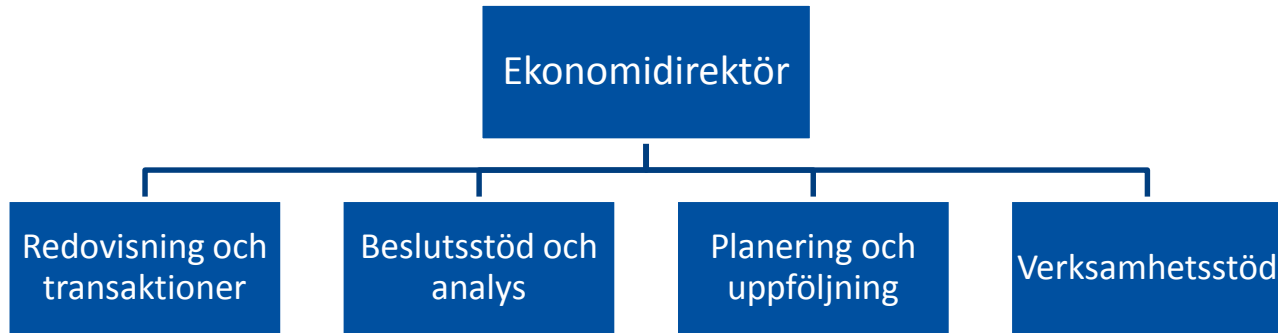 Ekonomidirektör
Redovisning och
transaktioner
Beslutsstöd och
analys
Planering och
uppföljning
Verksamhetsstöd